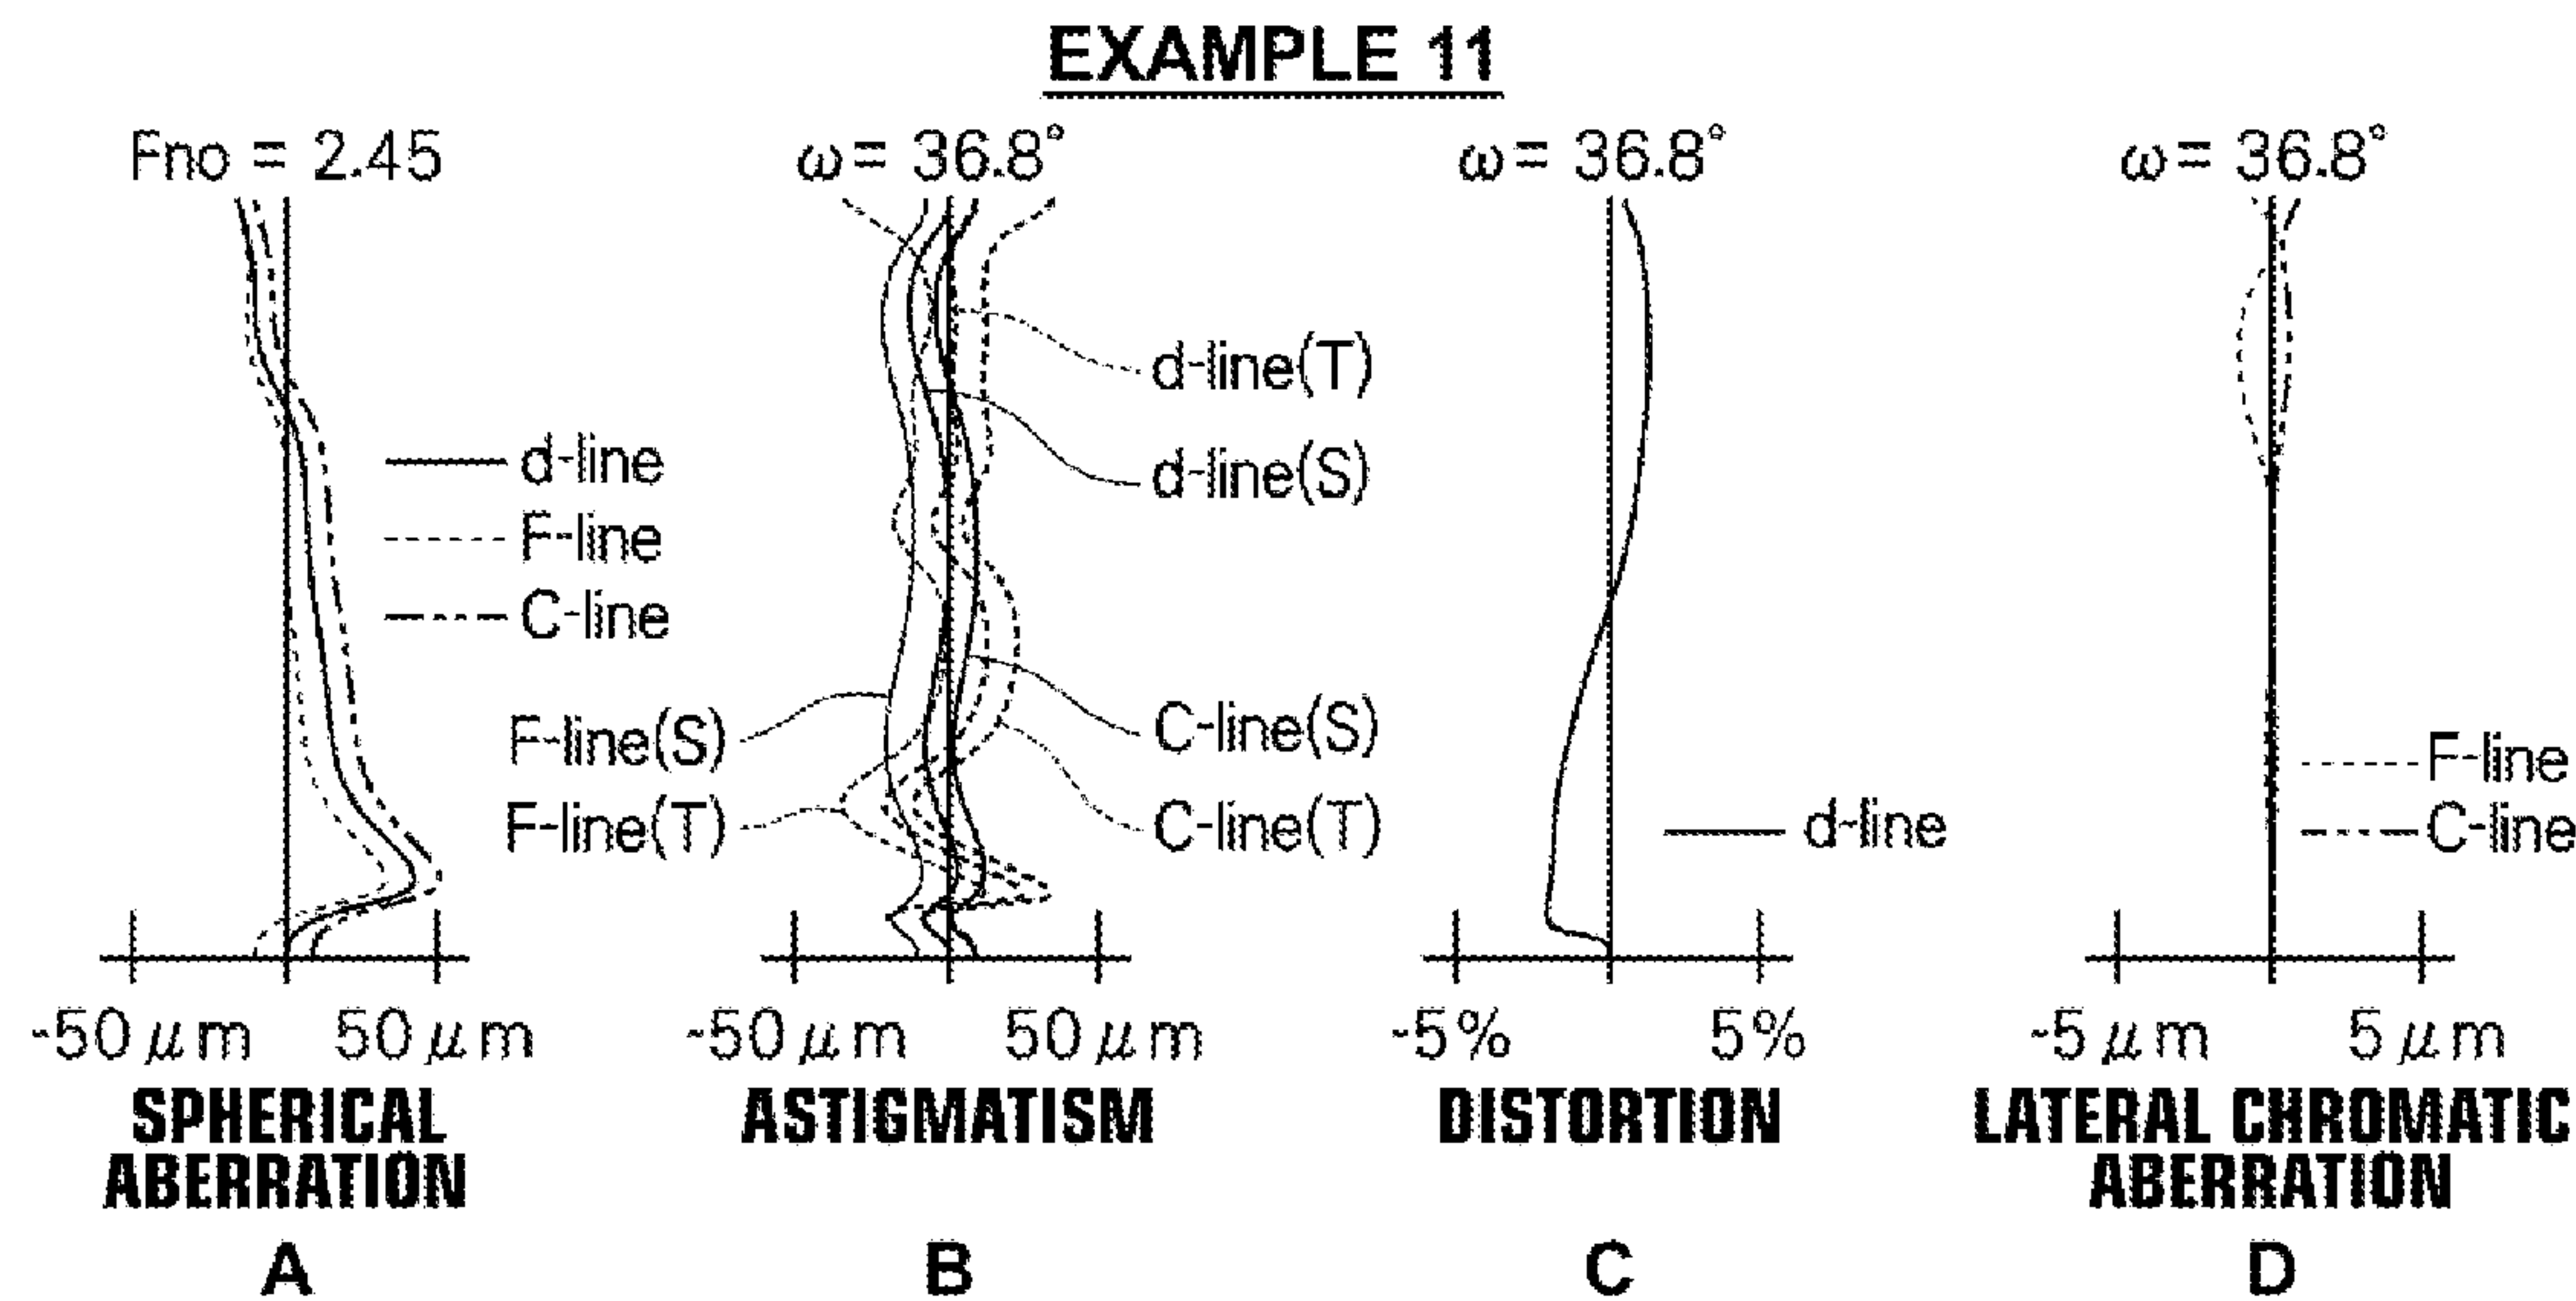 EXAMPLE 11
Fno = 2.45
d-line
F-line
C-line
-50 μm
50 μm
SPHERICAL
ABERRATION
A
ω = 36.8°
d-line(T)
d-line(S)
F-line(S)
F-line(T)
C-line(S)
C-line(T)
-50 μm
50 μm
ASTIGMATISM
B
ω = 36.8°
d-line
-5%
5%
DISTORTION
C
ω = 36.8°
F-line
C-line
-5 μm
5 μm
LATERAL CHROMATIC
ABERRATION
D